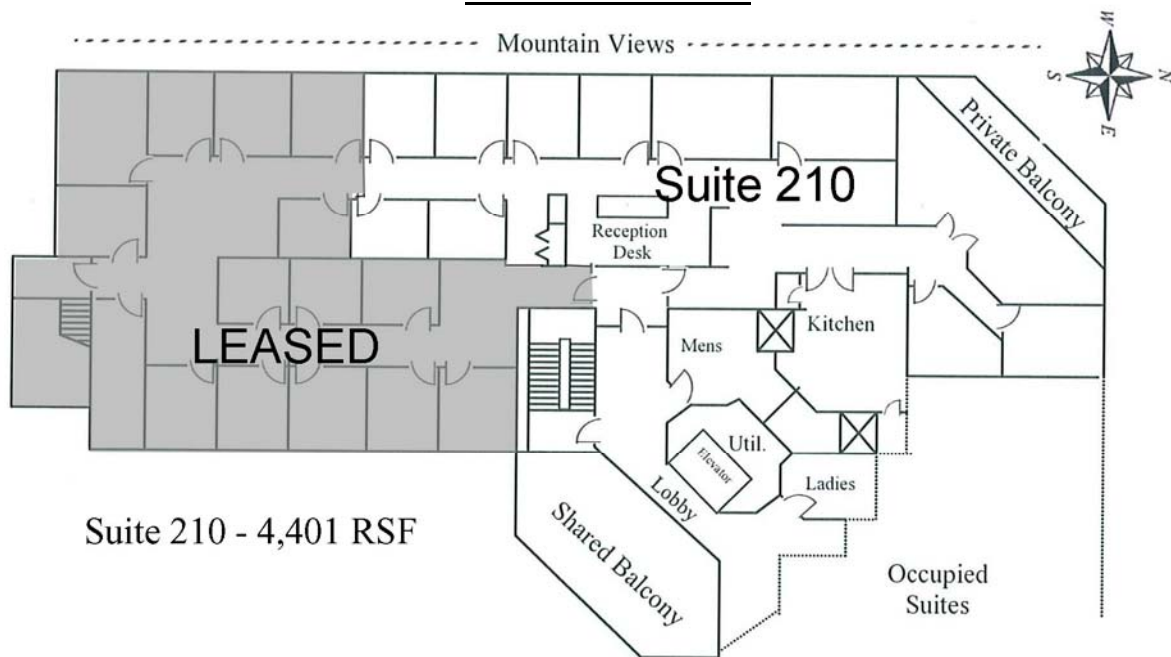 Mountain Views
W
S
N
E
Private Balcony
Suite 210
Reception
Desk
LEASED
Kitchen
Mens
Util.
Elevator
Ladies
Lobby
Shared Balcony
Suite 210 - 4,401 RSF
Occupied
Suites